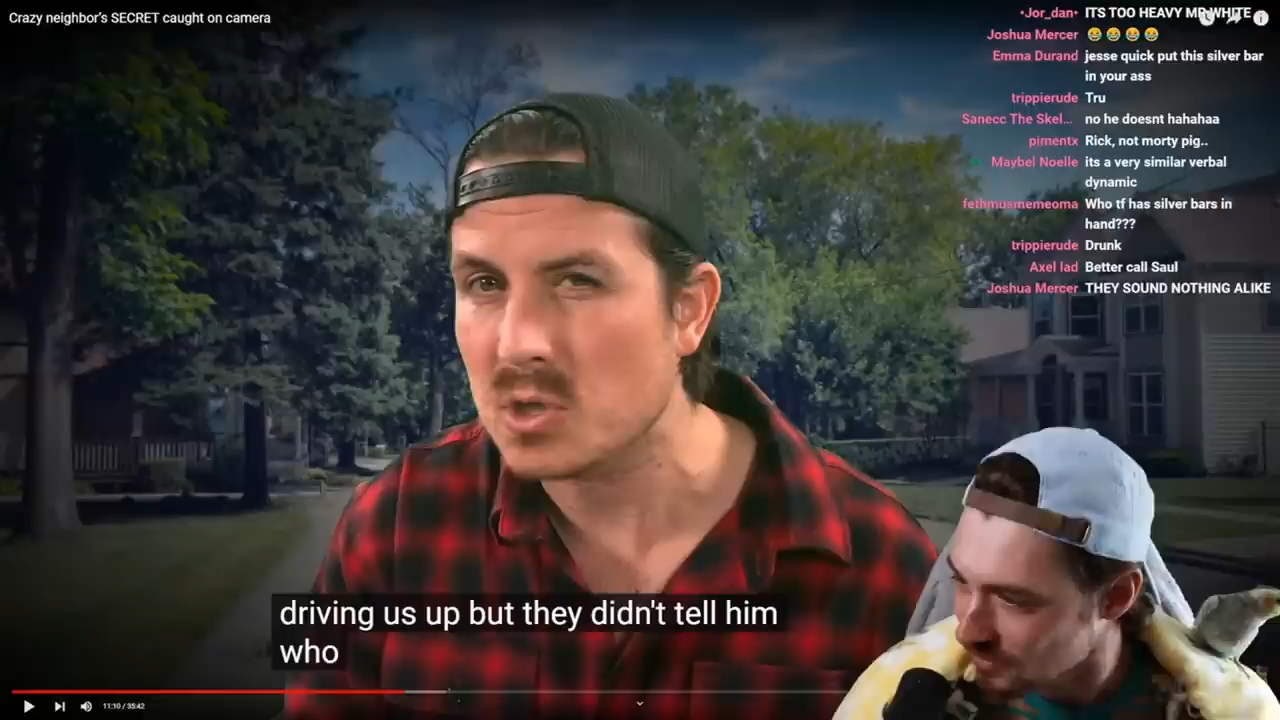 Crazy neighbor's SECRET caught on camera
•Jor_dan• ITS TOO HEAVY MR WHITE
Joshua Mercer 😂 😂 😂 😂
Emma Durand jesse quick put this silver bar
in your ass
trippierude Tru
Sanecc The Skel... no he doesnt hahahaa
pimentx Rick, not morty pig..
Maybel Noelle its a very similar verbal
dynamic
fethmusmemeoma Who tf has silver bars in
hand???
trippierude Drunk
Axel lad Better call Saul
Joshua Mercer THEY SOUND NOTHING ALIKE
driving us up but they didn't tell him
who
11:10 / 35:42